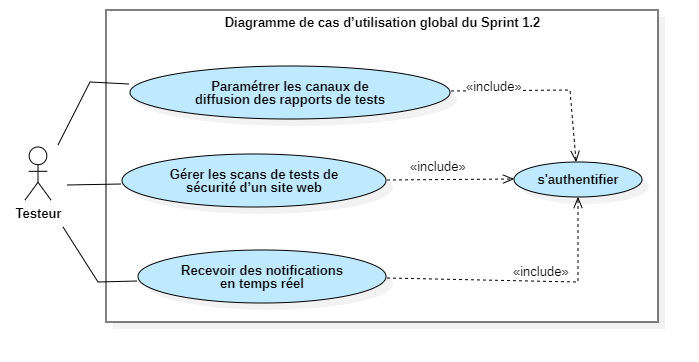 Diagramme de cas d'utilisation global du Sprint 1.2
Paramétrer les canaux de
diffusion des rapports de tests
«include»
Gérer les scans de tests de
sécurité d'un site web
«include»
s'authentifier
Testeur
Recevoir des notifications
en temps réel
«include»